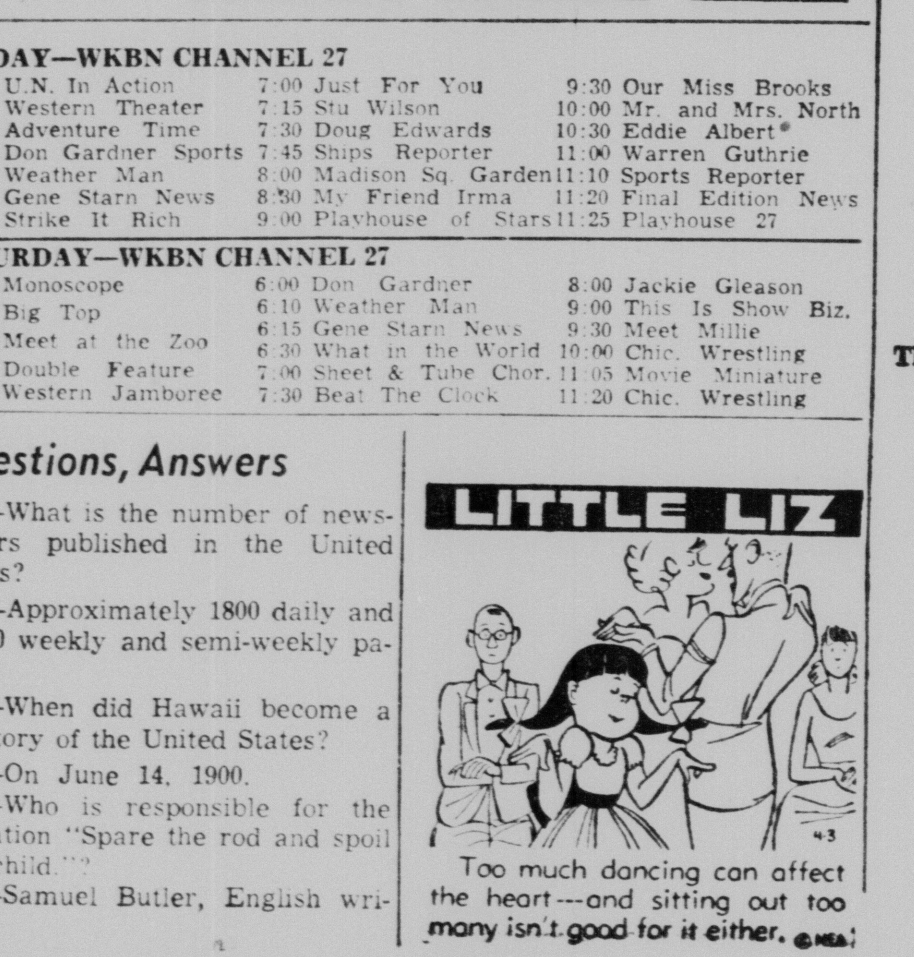 DAY—WKBN CHANNEL 27
U.N. In Action 7:00 Just For You 9:30 Our Miss Brooks
Western Theater 7:15 Stu Wilson 10:00 Mr. and Mrs. North
Adventure Time 7:30 Doug Edwards 10:30 Eddie Albert
Don Gardner Sports 7:45 Ships Reporter 11:00 Warren Guthrie
Weather Man 8:00 Madison Sq. Garden 11:10 Sports Reporter
Gene Starn News 8:30 My Friend Irma 11:20 Final Edition News
Strike It Rich 9:00 Playhouse of Stars 11:25 Playhouse 27
URDAY—WKBN CHANNEL 27
Monoscope 6:00 Don Gardner 8:00 Jackie Gleason
Big Top 6:10 Weather Man 9:00 This Is Show Biz.
Meet at the Zoo 6:15 Gene Starn News 9:30 Meet Millie
6:30 What in the World 10:00 Chic. Wrestling
Double Feature 7:00 Sheet & Tube Chor. 11:05 Movie Miniature
Western Jamboree 7:30 Beat The Clock 11:20 Chic. Wrestling
estions, Answers
-What is the number of news-
rs published in the United
s?
-Approximately 1800 daily and
0 weekly and semi-weekly pa-
-When did Hawaii become a
tory of the United States?
-On June 14, 1900.
-Who is responsible for the
ation "Spare the rod and spoil
child."?
-Samuel Butler, English wri-
LITTLE LIZ
4-3
Too much dancing can affect
the heart---and sitting out too
many isn't good for it either. © NEA
T